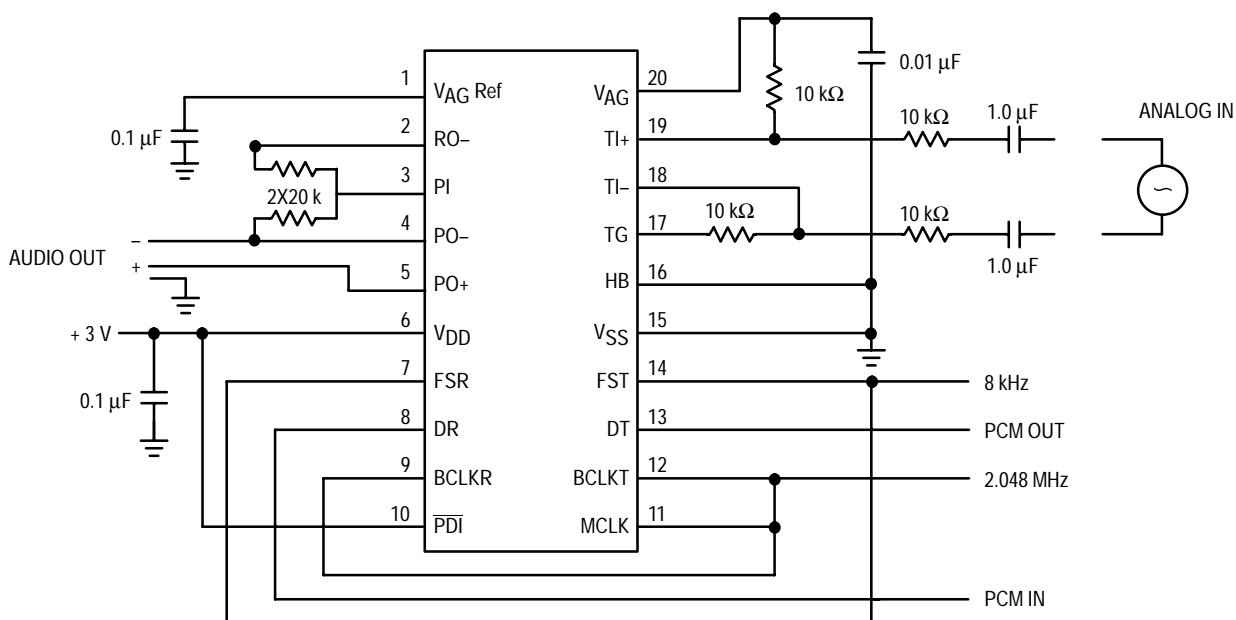 1
VAG Ref
0.1 μF
2
RO–
3
PI
2X20 k
4
PO–
AUDIO OUT
–
+
5
PO+
+ 3 V
6
VDD
0.1 μF
7
FSR
8
DR
9
BCLKR
10
PDI
20
VAG
10 kΩ
0.01 μF
19
TI+
10 kΩ
1.0 μF
ANALOG IN
18
TI–
17
TG
10 kΩ
10 kΩ
1.0 μF
16
HB
15
VSS
14
FST
8 kHz
13
DT
PCM OUT
12
BCLKT
2.048 MHz
11
MCLK
PCM IN